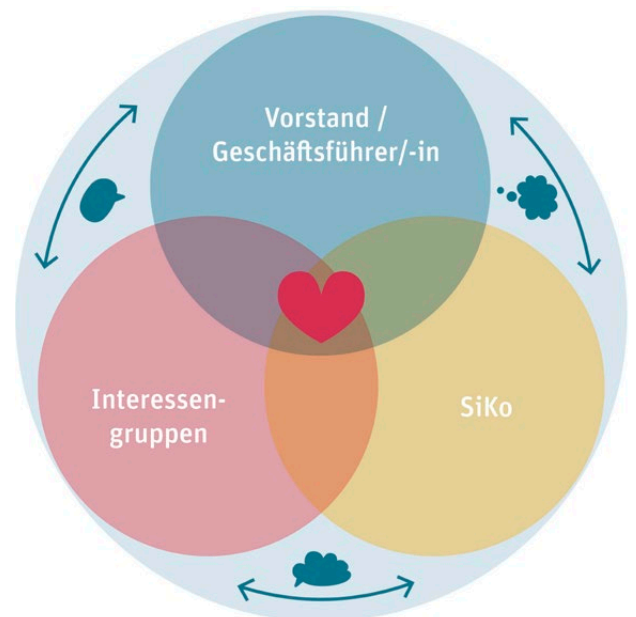 Vorstand /
Geschäftsführer/-in
Interessen-
gruppen
SiKo